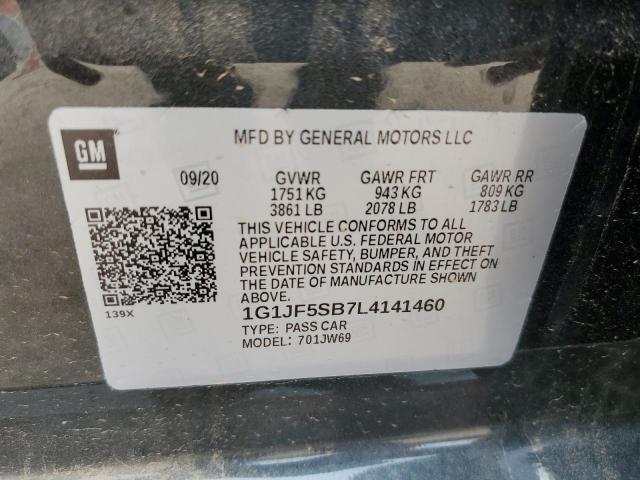 GM
MFD BY GENERAL MOTORS LLC
09/20 GVWR GAWR FRT GAWR RR
1751 KG 943 KG 809 KG
3861 LB 2078 LB 1783 LB
THIS VEHICLE CONFORMS TO ALL
APPLICABLE U.S. FEDERAL MOTOR
VEHICLE SAFETY, BUMPER, AND THEFT
PREVENTION STANDARDS IN EFFECT ON
THE DATE OF MANUFACTURE SHOWN
ABOVE.
139X
1G1JF5SB7L4141460
TYPE: PASS CAR
MODEL: 701JW69